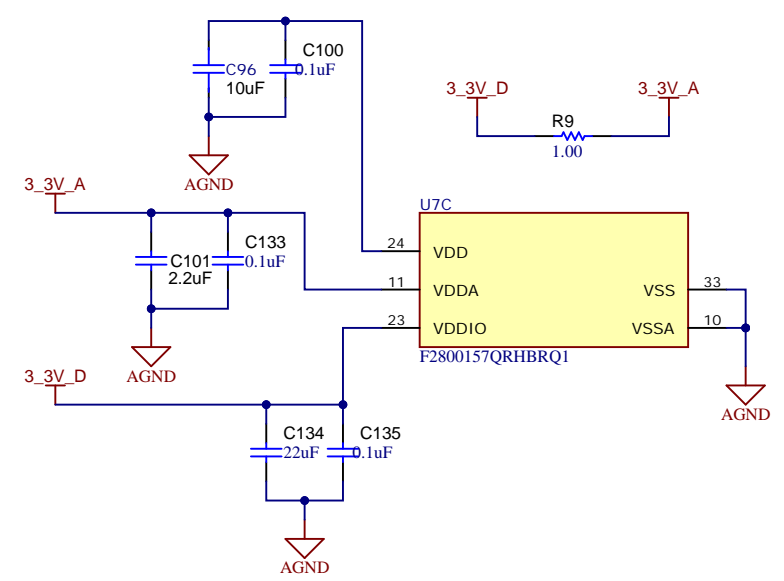 C100
0.1uF
C96
10uF
AGND
3_3V_D
3_3V_A
R9
1.00
3_3V_A
C101
2.2uF
C133
0.1uF
AGND
U7C
24
VDD
11
VDDA
23
VDDIO
VSS
33
VSSA
10
F2800157QRHBRQ1
AGND
3_3V_D
C134
22uF
C135
0.1uF
AGND